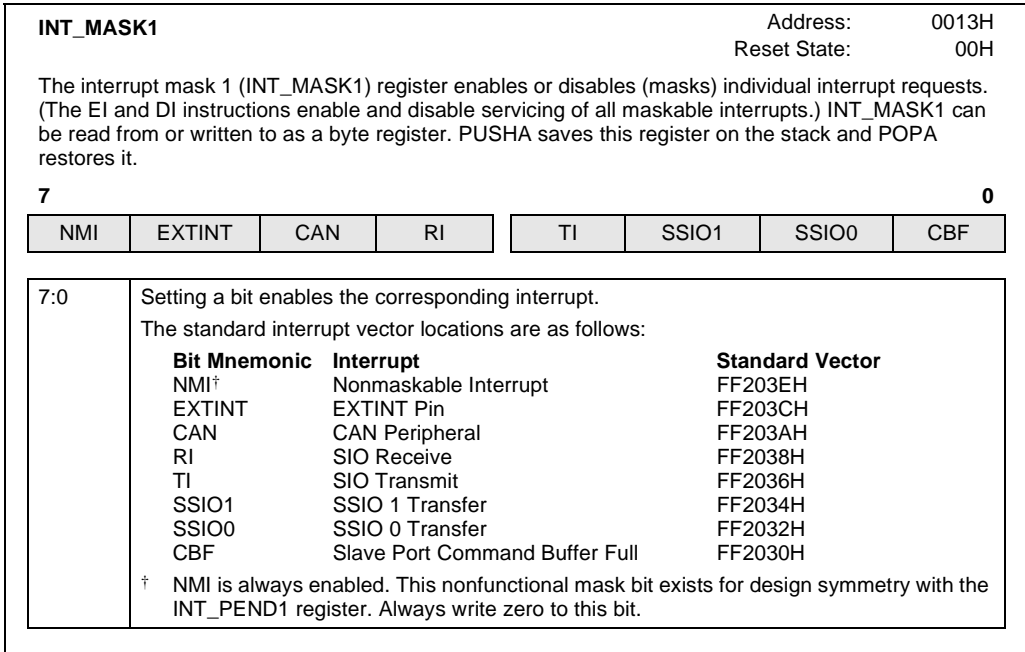 INT_MASK1 Address: 0013H
Reset State: 00H
The interrupt mask 1 (INT_MASK1) register enables or disables (masks) individual interrupt requests.
(The EI and DI instructions enable and disable servicing of all maskable interrupts.) INT_MASK1 can
be read from or written to as a byte register. PUSHA saves this register on the stack and POPA
restores it.
7 0
NMI EXTINT CAN RI TI SSIO1 SSIO0 CBF
7:0 Setting a bit enables the corresponding interrupt.
The standard interrupt vector locations are as follows:
Bit Mnemonic Interrupt Standard Vector
NMI† Nonmaskable Interrupt FF203EH
EXTINT EXTINT Pin FF203CH
CAN CAN Peripheral FF203AH
RI SIO Receive FF2038H
TI SIO Transmit FF2036H
SSIO1 SSIO 1 Transfer FF2034H
SSIO0 SSIO 0 Transfer FF2032H
CBF Slave Port Command Buffer Full FF2030H
† NMI is always enabled. This nonfunctional mask bit exists for design symmetry with the
INT_PEND1 register. Always write zero to this bit.